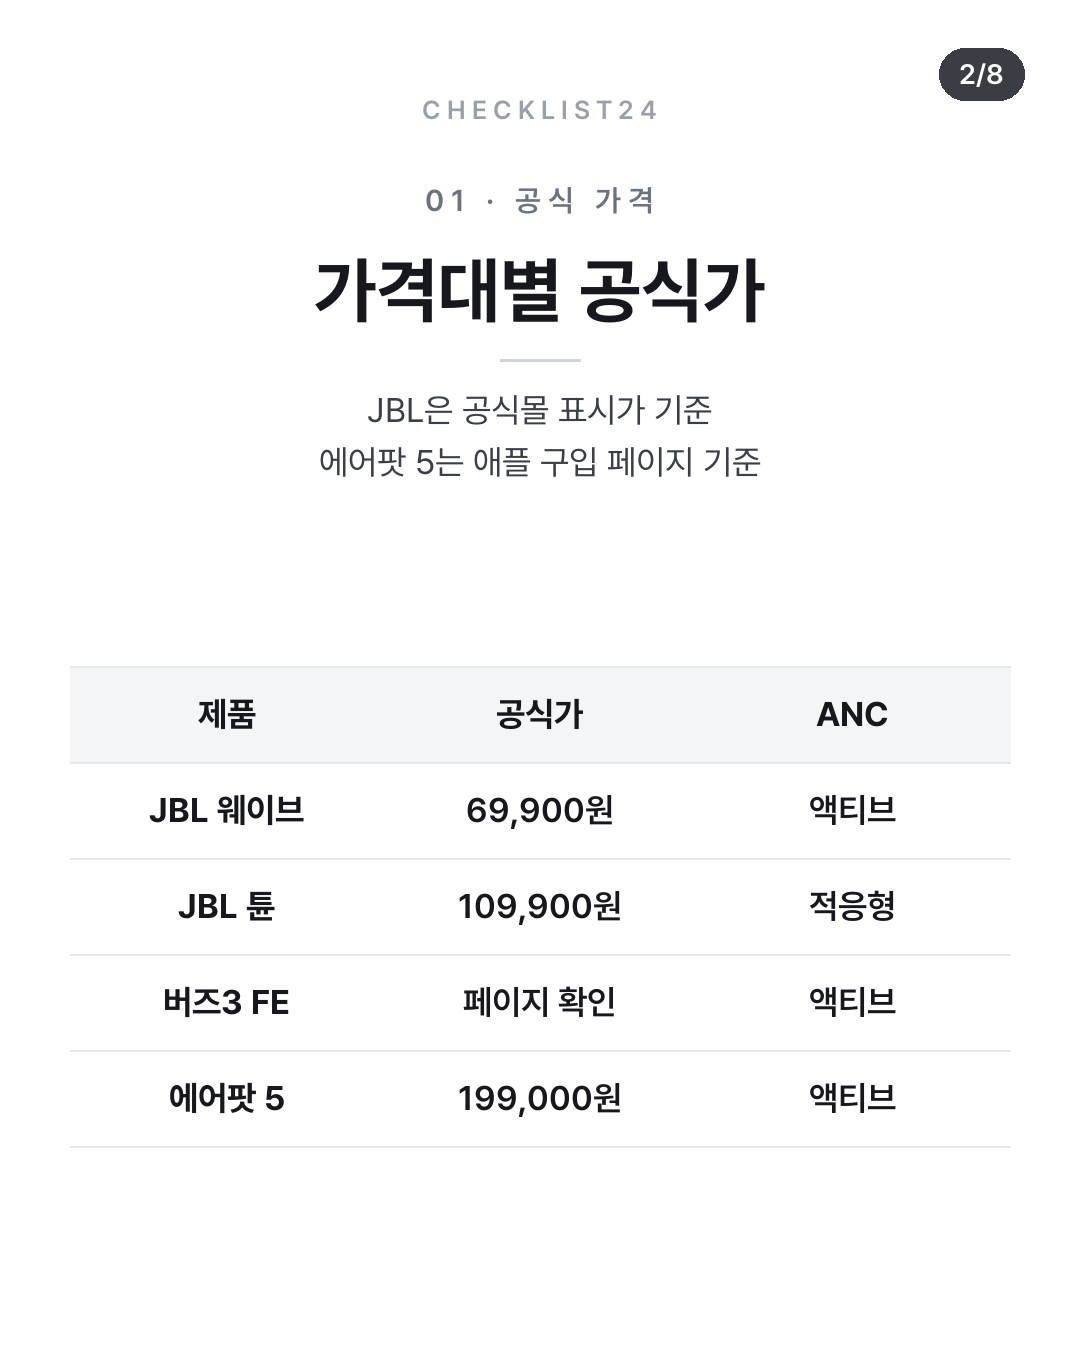 2/8
CHECKLIST24
01 · 공식 가격
가격대별 공식가
JBL은 공식몰 표시가 기준
에어팟 5는 애플 구입 페이지 기준
제품 공식가 ANC
JBL 웨이브 69,900원 액티브
JBL 튠 109,900원 적응형
버즈3 FE 페이지 확인 액티브
에어팟 5 199,000원 액티브